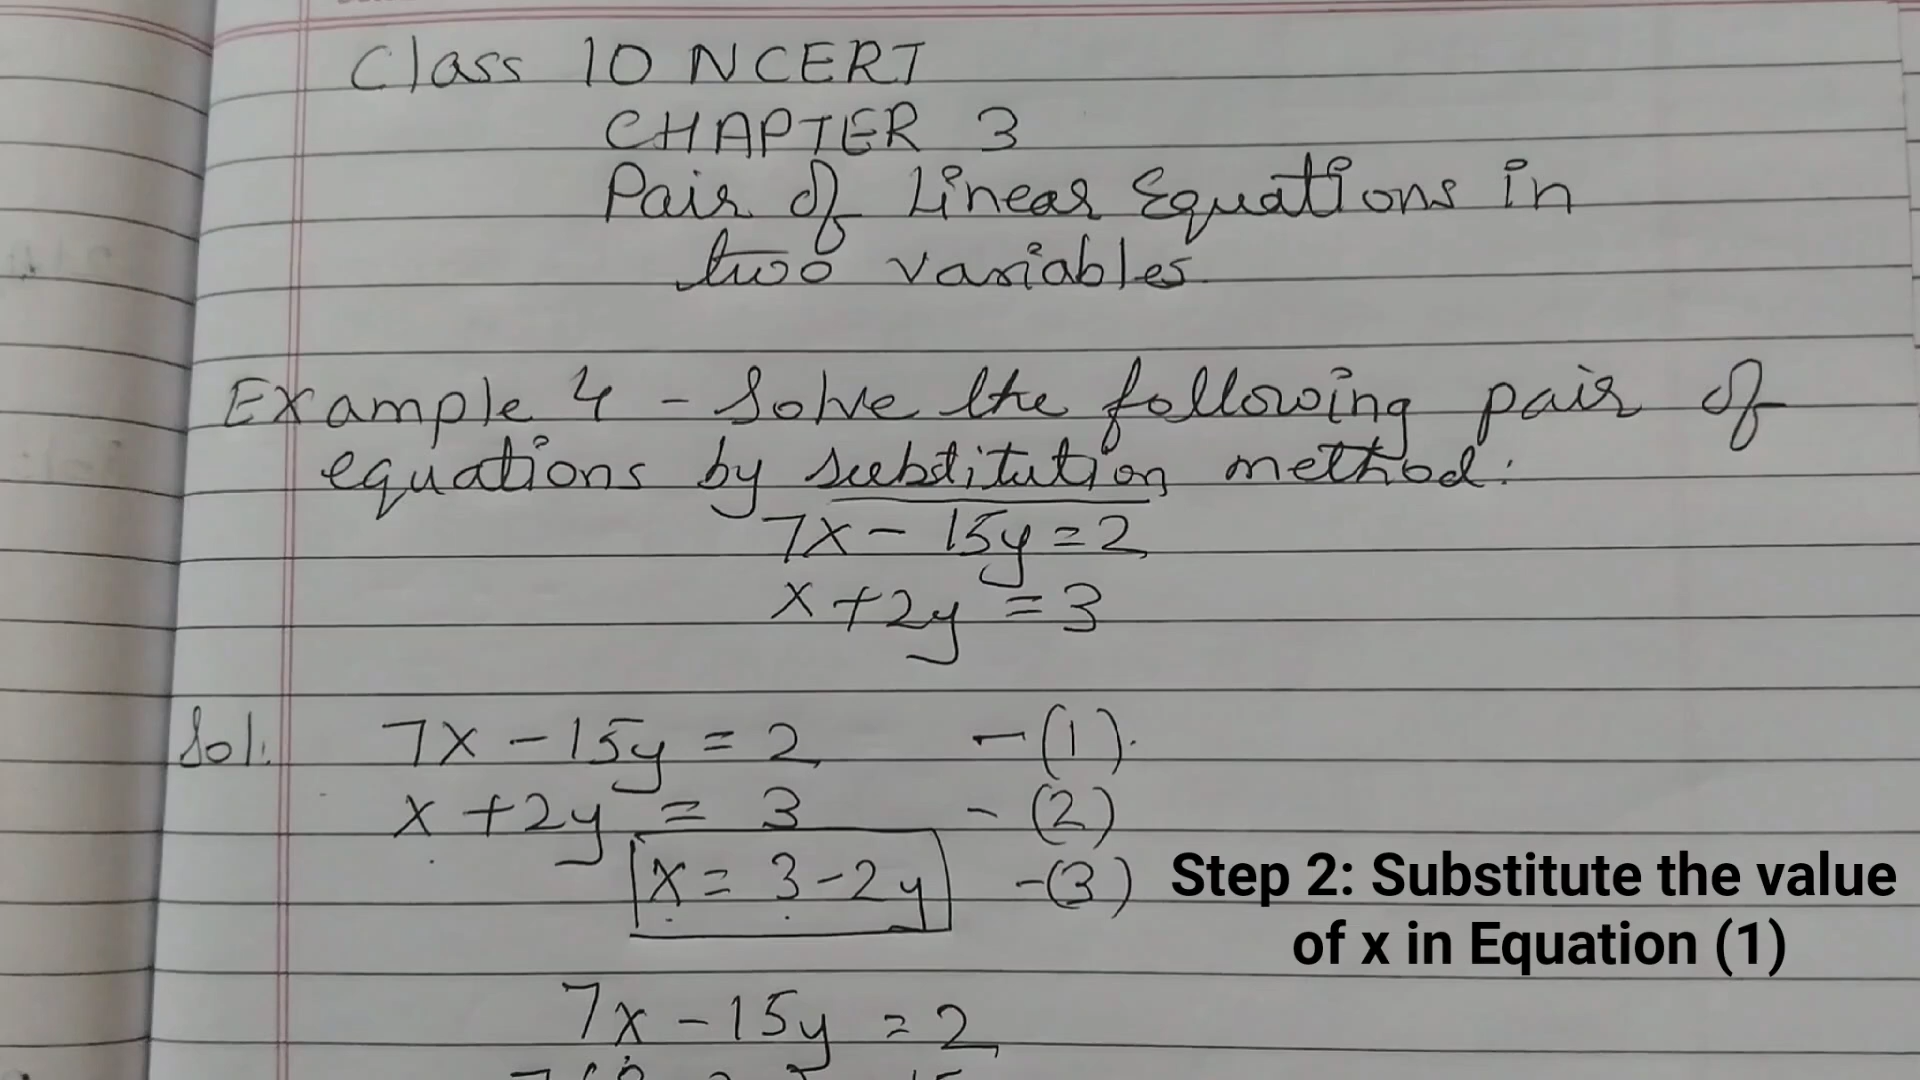 Class 10 NCERT
CHAPTER 3
Pair of Linear Equations in
two variables
Example 4 - Solve the following pair of
equations by substitution method:
7x - 15y = 2
x + 2y = 3
Sol. 7x - 15y = 2 - (1).
x + 2y = 3 - (2)
x = 3 - 2y - (3)
Step 2: Substitute the value
of x in Equation (1)
7x - 15y = 2